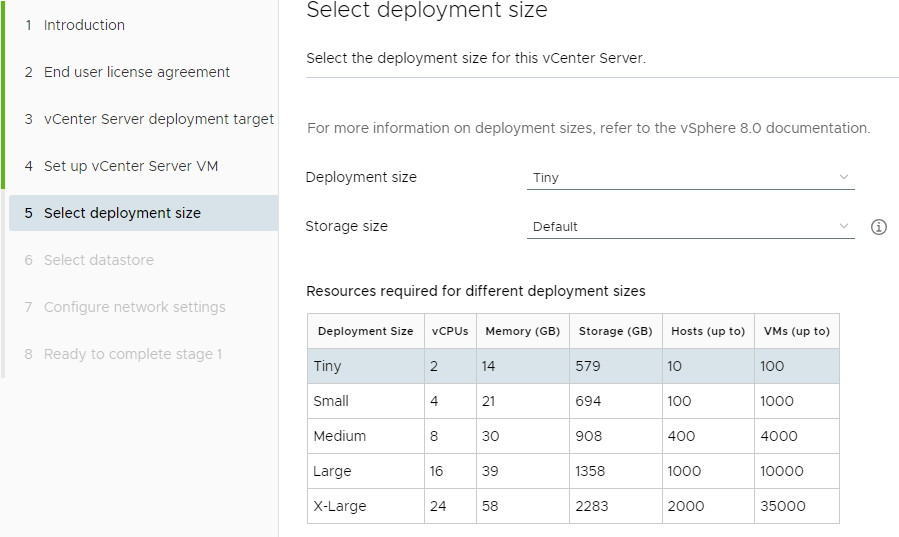 1 Introduction
2 End user license agreement
3 vCenter Server deployment target
4 Set up vCenter Server VM
5 Select deployment size
6 Select datastore
7 Configure network settings
8 Ready to complete stage 1
Select deployment size
Select the deployment size for this vCenter Server.
For more information on deployment sizes, refer to the vSphere 8.0 documentation.
Deployment size Tiny
Storage size Default
Resources required for different deployment sizes
Deployment Size vCPUs Memory (GB) Storage (GB) Hosts (up to) VMs (up to)
Tiny 2 14 579 10 100
Small 4 21 694 100 1000
Medium 8 30 908 400 4000
Large 16 39 1358 1000 10000
X-Large 24 58 2283 2000 35000